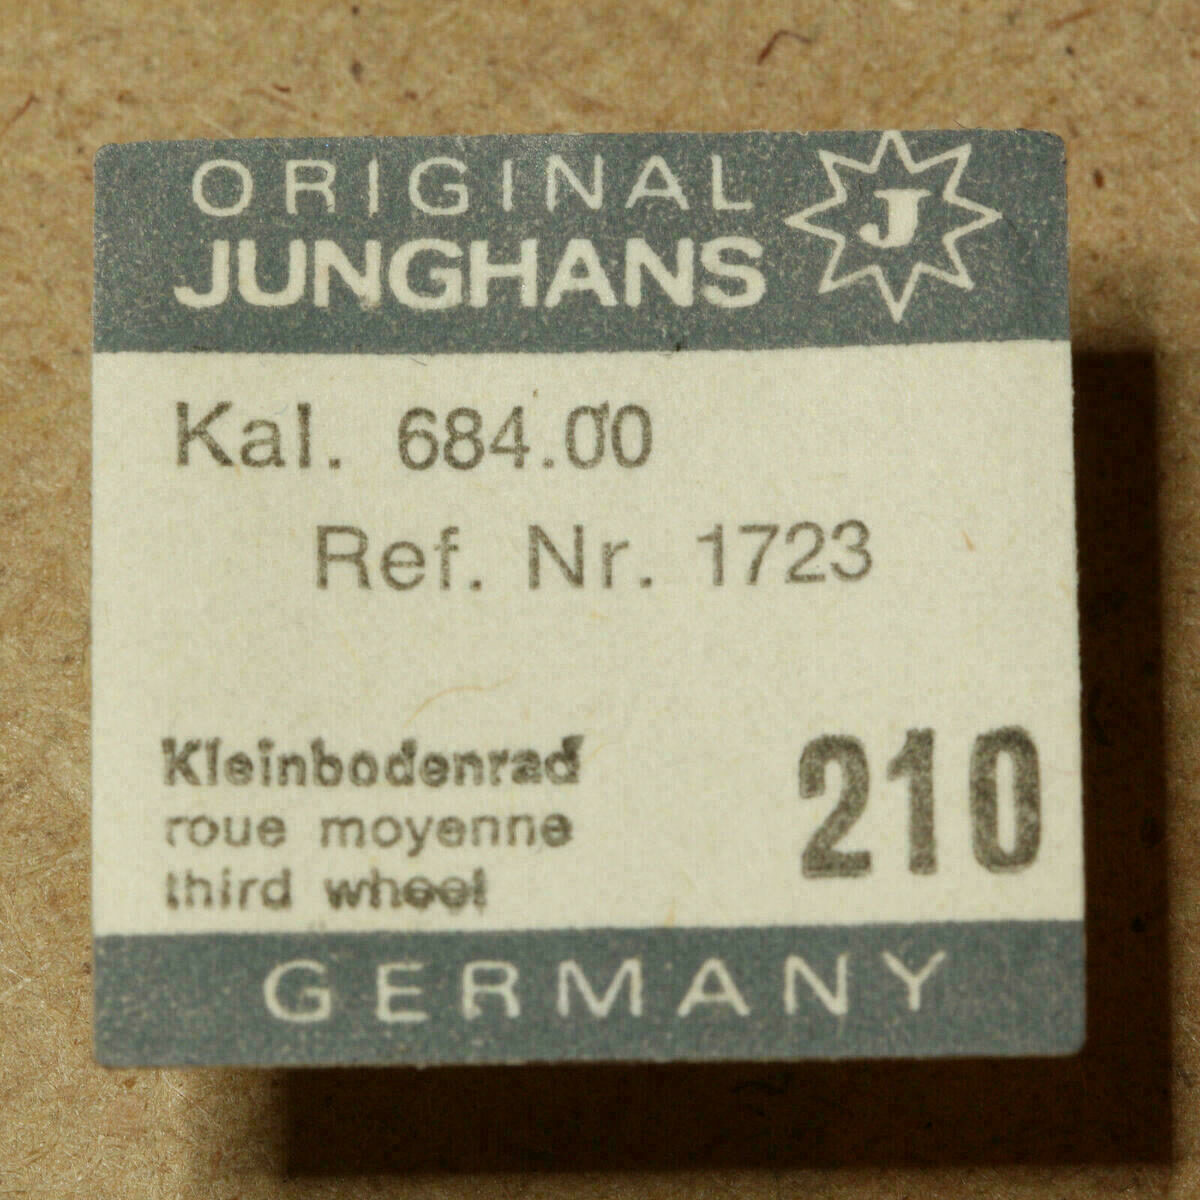 ORIGINAL
JUNGHANS
J
Kal. 684.00
Ref. Nr. 1723
Kleinbodenrad
roue moyenne
third wheel
210
GERMANY